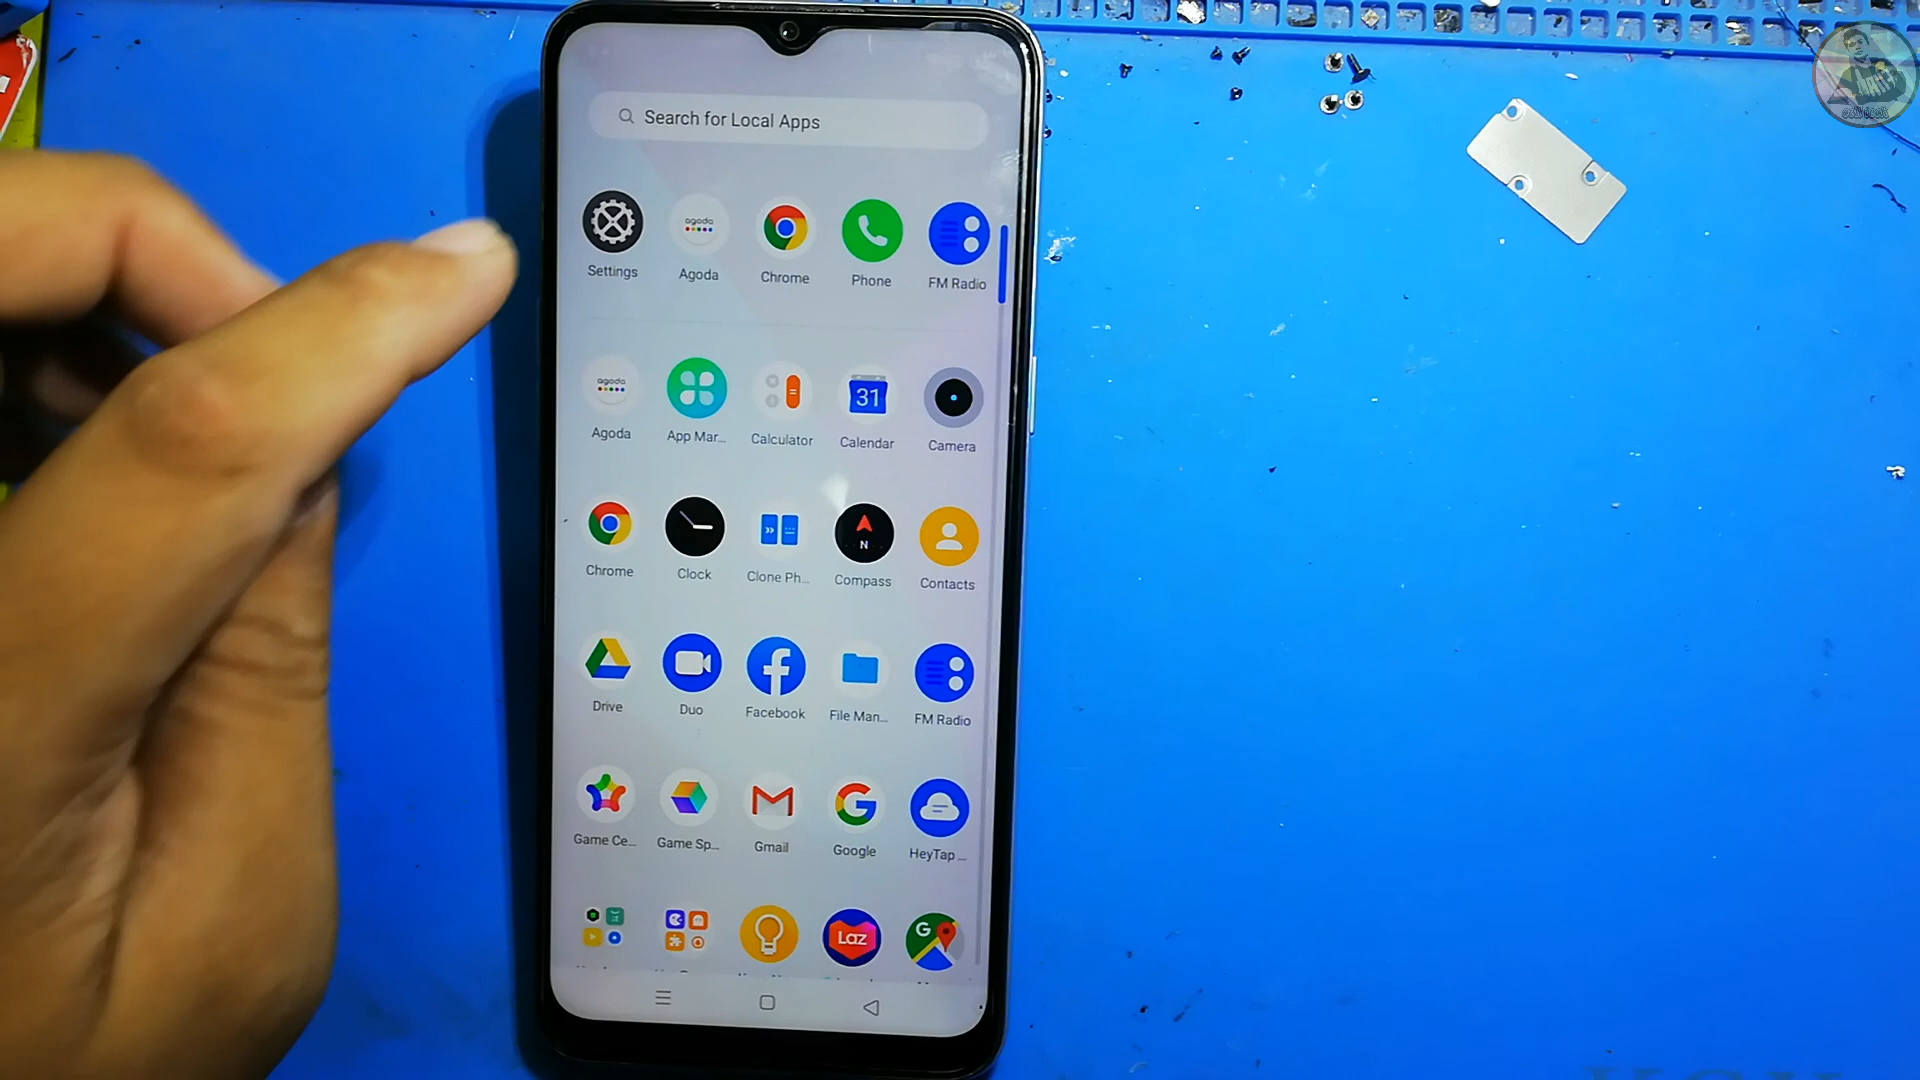 Search for Local Apps
Settings
agoda
Agoda
Chrome
Phone
FM Radio
agoda
Agoda
App Mar...
Calculator
31
Calendar
Camera
Chrome
Clock
Clone Ph...
N
Compass
Contacts
Drive
Duo
Facebook
File Man...
FM Radio
Game Ce...
Game Sp...
Gmail
Google
HeyTap ...
Laz
G